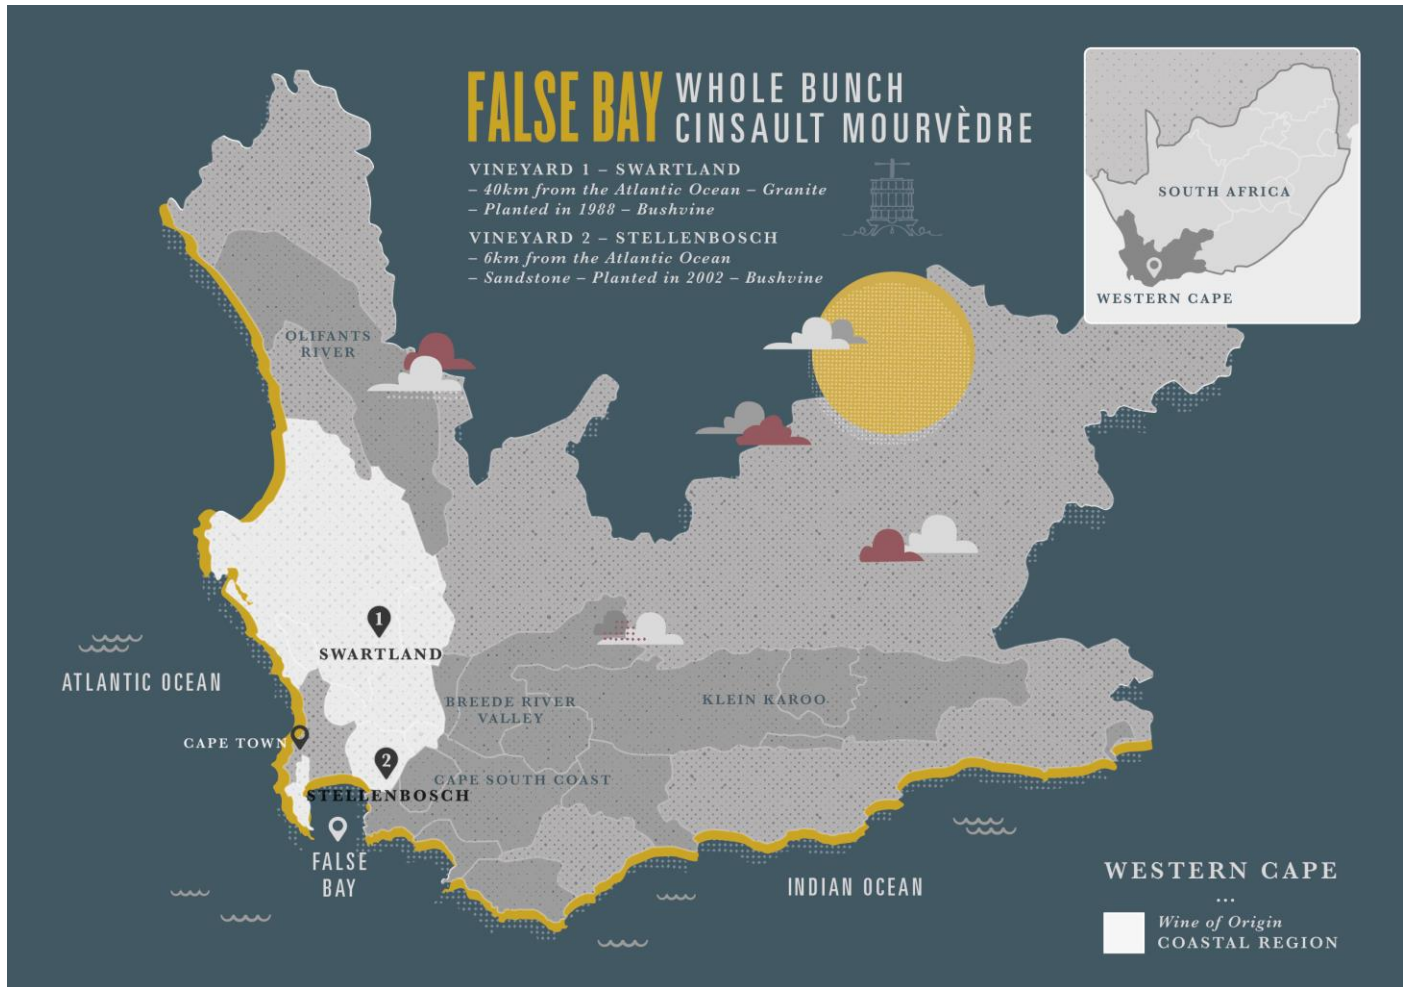 FALSE BAY WHOLE BUNCH
CINSAULT MOURVÈDRE
VINEYARD 1 – SWARTLAND
– 40km from the Atlantic Ocean – Granite
– Planted in 1988 – Bushvine
VINEYARD 2 – STELLENBOSCH
– 6km from the Atlantic Ocean
– Sandstone – Planted in 2002 – Bushvine
SOUTH AFRICA
WESTERN CAPE
OLIFANTS
RIVER
1
SWARTLAND
ATLANTIC OCEAN
BREEDE RIVER
VALLEY
KLEIN KAROO
CAPE TOWN
2
CAPE SOUTH COAST
STELLENBOSCH
FALSE
BAY
INDIAN OCEAN
WESTERN CAPE
...
Wine of Origin
COASTAL REGION